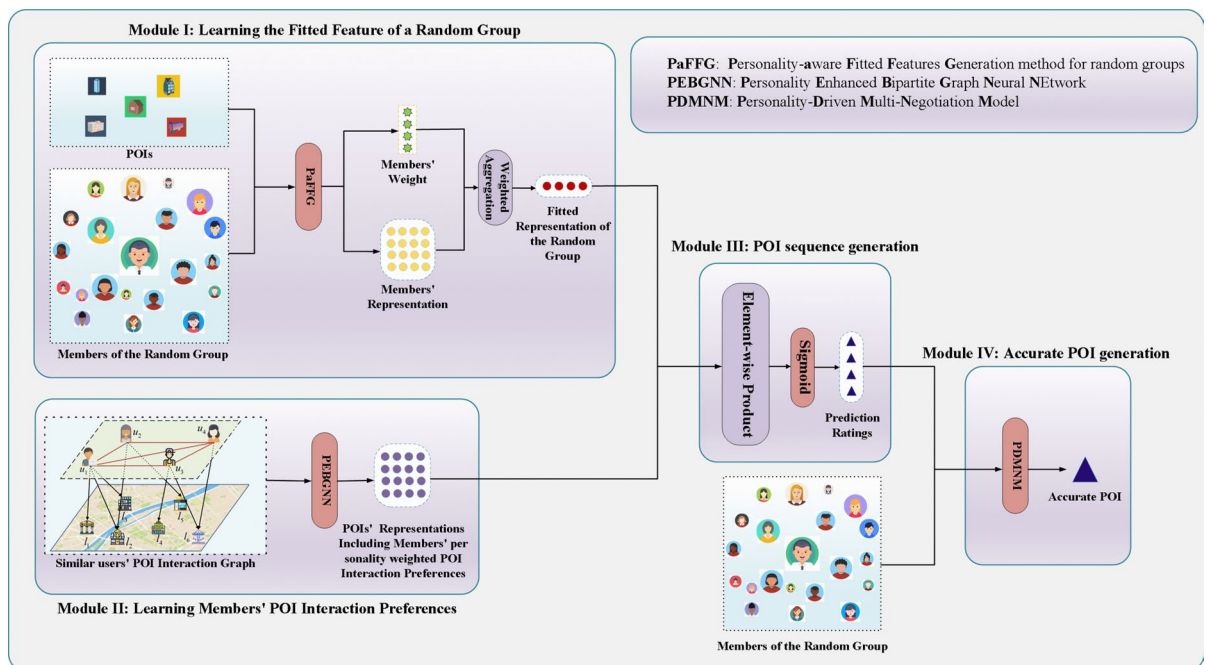 Module I: Learning the Fitted Feature of a Random Group
POIs
Members of the Random Group
PaFFG
Members'
Weight
Members'
Representation
Weighted
Aggregation
Fitted
Representation of
the Random
Group
PaFFG: Personality-aware Fitted Features Generation method for random groups
PEBGNN: Personality Enhanced Bipartite Graph Neural NEtwork
PDMNM: Personality-Driven Multi-Negotiation Model
Module II: Learning Members' POI Interaction Preferences
u1
u2
u3
u4
l1
l2
l4
Similar users' POI Interaction Graph
PEBGNN
POIs' Representations
Including Members' per
sonality weighted POI
Interaction Preferences
Module III: POI sequence generation
Element-wise Product
Sigmoid
Prediction
Ratings
Members of the Random Group
Module IV: Accurate POI generation
PDMNM
Accurate POI